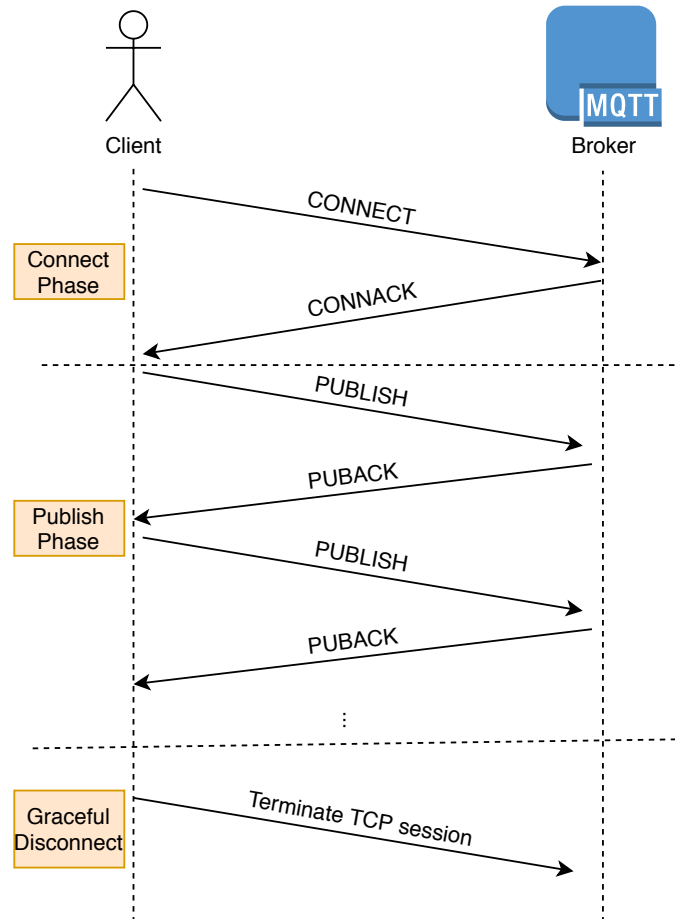 MQTT
Client
Broker
CONNECT
Connect
Phase
CONNACK
PUBLISH
PUBACK
Publish
Phase
PUBLISH
PUBACK
...
Terminate TCP session
Graceful
Disconnect